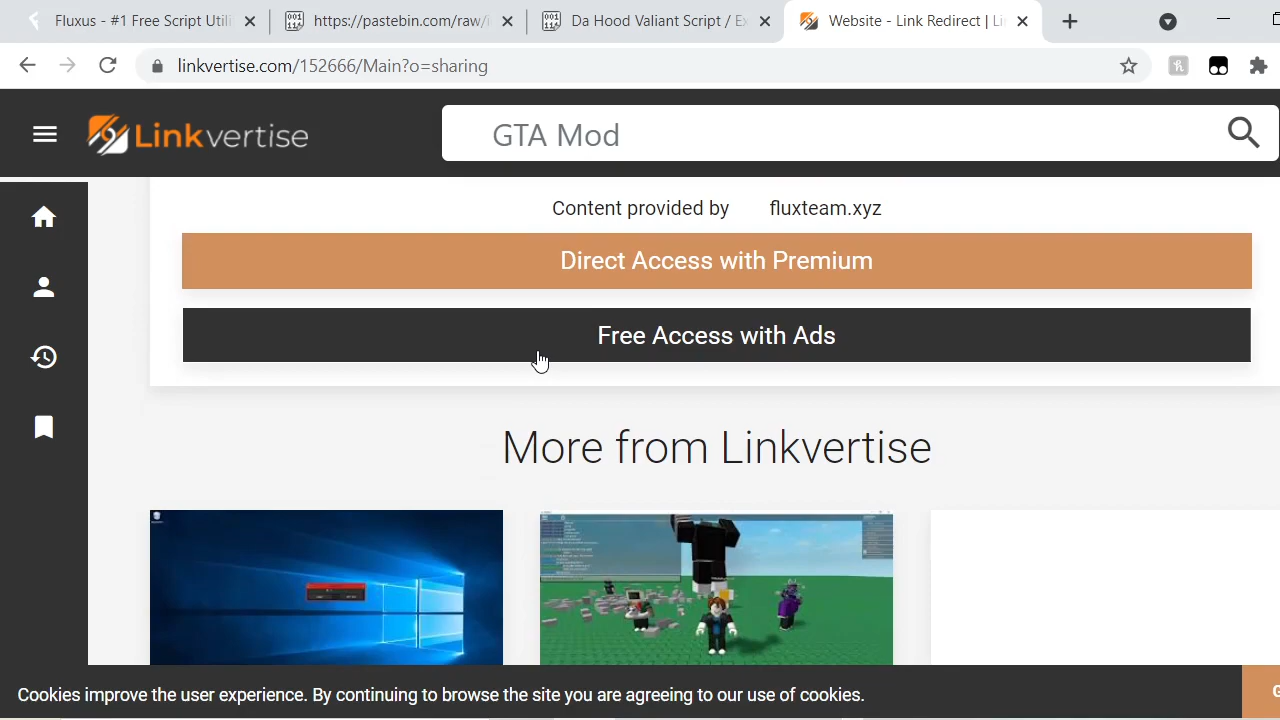 Fluxus - #1 Free Script Utili
https://pastebin.com/raw/
Da Hood Valiant Script / Ex
Website - Link Redirect | Li
linkvertise.com/152666/Main?o=sharing
Linkvertise
GTA Mod
Content provided by fluxteam.xyz
Direct Access with Premium
Free Access with Ads
More from Linkvertise
Cookies improve the user experience. By continuing to browse the site you are agreeing to our use of cookies.
G